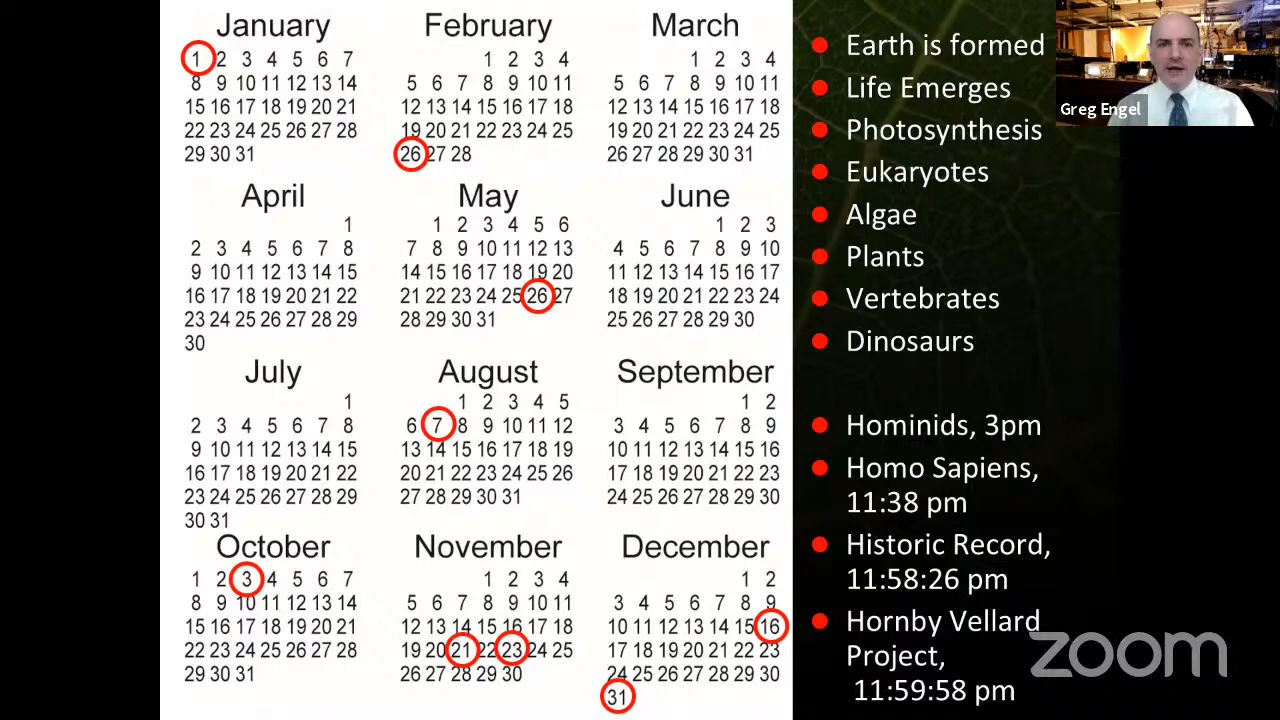 January
1 2 3 4 5 6 7
8 9 10 11 12 13 14
15 16 17 18 19 20 21
22 23 24 25 26 27 28
29 30 31
February
1 2 3 4
5 6 7 8 9 10 11
12 13 14 15 16 17 18
19 20 21 22 23 24 25
26 27 28
March
1 2 3 4
5 6 7 8 9 10 11
12 13 14 15 16 17 18
19 20 21 22 23 24 25
26 27 28 29 30 31
April
1
2 3 4 5 6 7 8
9 10 11 12 13 14 15
16 17 18 19 20 21 22
23 24 25 26 27 28 29
30
May
1 2 3 4 5 6
7 8 9 10 11 12 13
14 15 16 17 18 19 20
21 22 23 24 25 26 27
28 29 30 31
June
1 2 3
4 5 6 7 8 9 10
11 12 13 14 15 16 17
18 19 20 21 22 23 24
25 26 27 28 29 30
July
1
2 3 4 5 6 7 8
9 10 11 12 13 14 15
16 17 18 19 20 21 22
23 24 25 26 27 28 29
30 31
August
1 2 3 4 5
6 7 8 9 10 11 12
13 14 15 16 17 18 19
20 21 22 23 24 25 26
27 28 29 30 31
September
1 2
3 4 5 6 7 8 9
10 11 12 13 14 15 16
17 18 19 20 21 22 23
24 25 26 27 28 29 30
October
1 2 3 4 5 6 7
8 9 10 11 12 13 14
15 16 17 18 19 20 21
22 23 24 25 26 27 28
29 30 31
November
1 2 3 4
5 6 7 8 9 10 11
12 13 14 15 16 17 18
19 20 21 22 23 24 25
26 27 28 29 30
December
1 2
3 4 5 6 7 8 9
10 11 12 13 14 15 16
17 18 19 20 21 22 23
24 25 26 27 28 29 30
31
Earth is formed
Life Emerges
Photosynthesis
Eukaryotes
Algae
Plants
Vertebrates
Dinosaurs
Hominids, 3pm
Homo Sapiens,
11:38 pm
Historic Record,
11:58:26 pm
Hornby Vellard
Project,
11:59:58 pm
Greg Engel
zoom